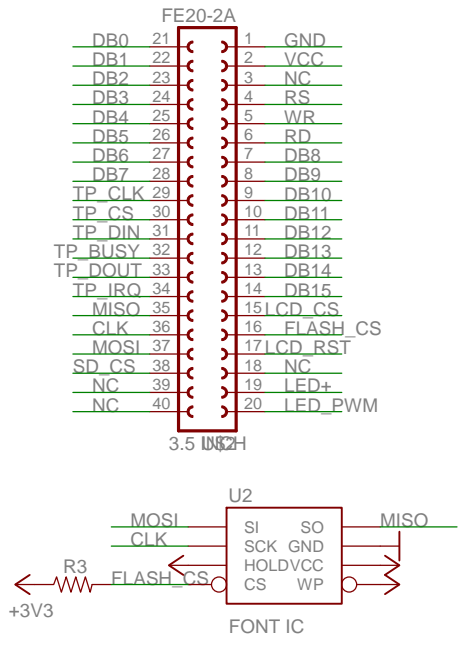 FE20-2A
DB0 21 1 GND
DB1 22 2 VCC
DB2 23 3 NC
DB3 24 4 RS
DB4 25 5 WR
DB5 26 6 RD
DB6 27 7 DB8
DB7 28 8 DB9
TP_CLK 29 9 DB10
TP_CS 30 10 DB11
TP_DIN 31 11 DB12
TP_BUSY 32 12 DB13
TP_DOUT 33 13 DB14
TP_IRQ 34 14 DB15
MISO 35 15 LCD_CS
CLK 36 16 FLASH_CS
MOSI 37 17 LCD_RST
SD_CS 38 18 NC
NC 39 19 LED+
NC 40 20 LED_PWM
3.5
U2
MOSI SI SO MISO
CLK SCK GND
HOLD VCC
R3 FLASH_CS CS WP
+3V3
FONT IC